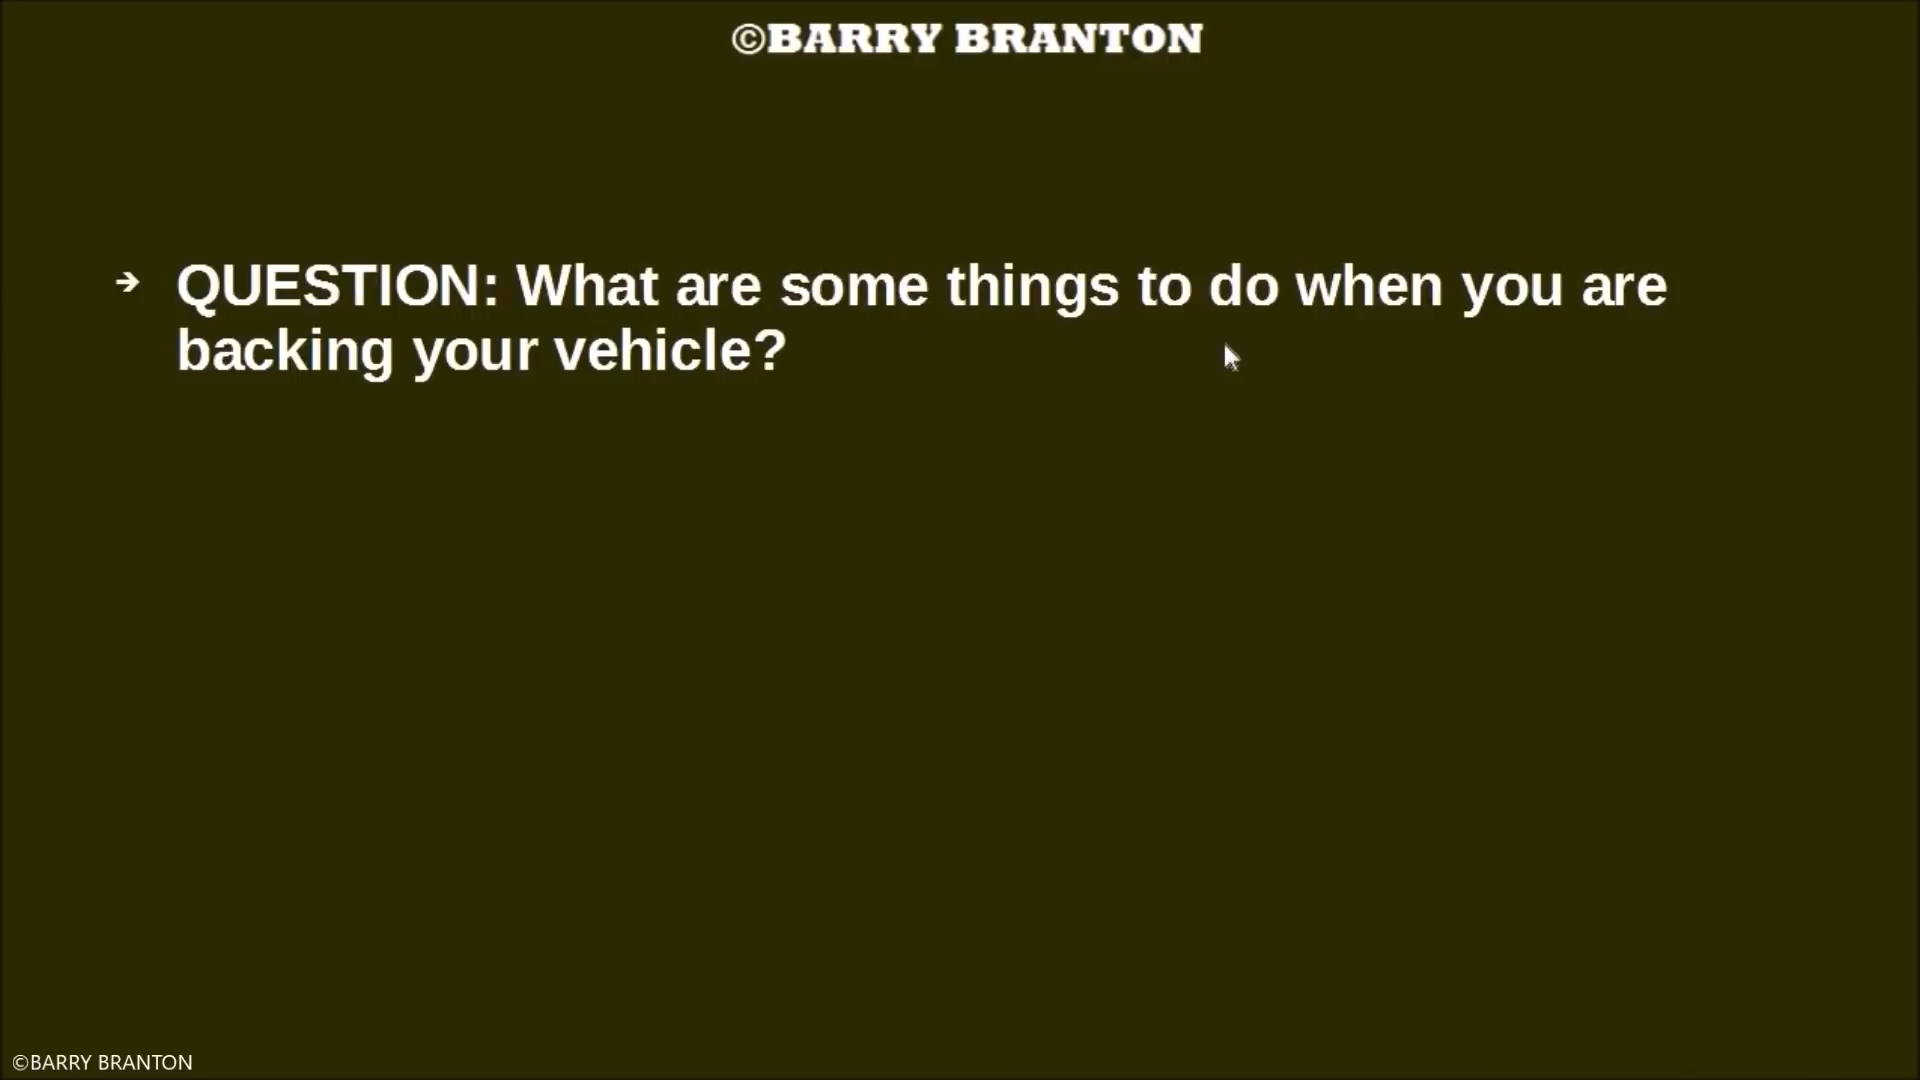 ©BARRY BRANTON
➔ QUESTION: What are some things to do when you are
backing your vehicle?
©BARRY BRANTON